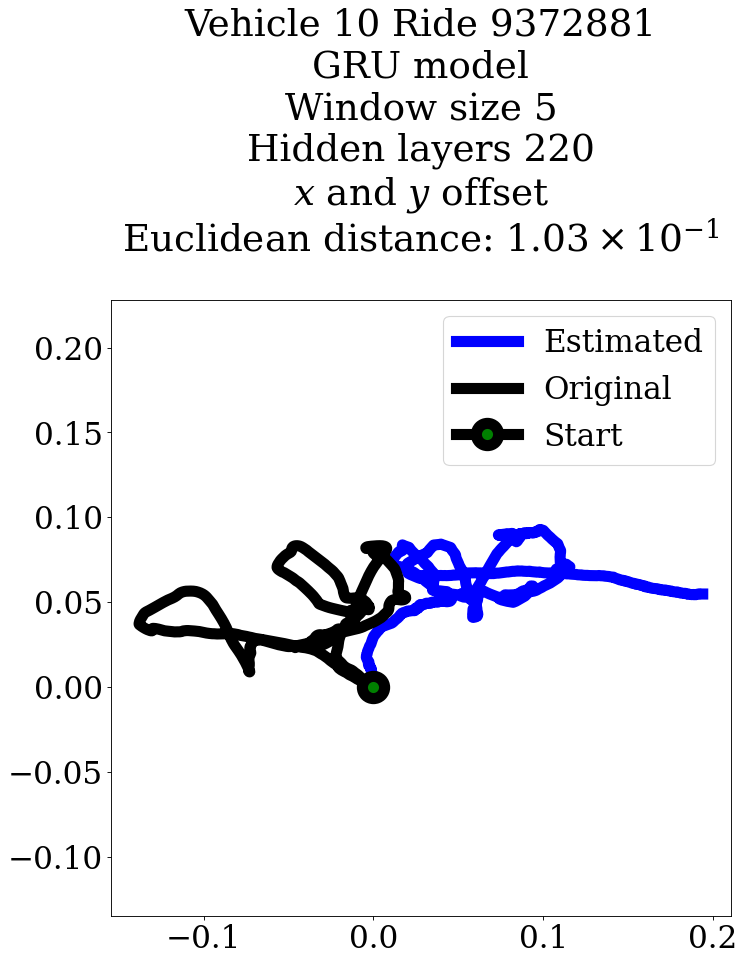 Vehicle 10 Ride 9372881
GRU model
Window size 5
Hidden layers 220
x and y offset
Euclidean distance: 1.03 × 10⁻¹
Estimated
Original
Start
0.20
0.15
0.10
0.05
0.00
−0.05
−0.10
−0.1 0.0 0.1 0.2